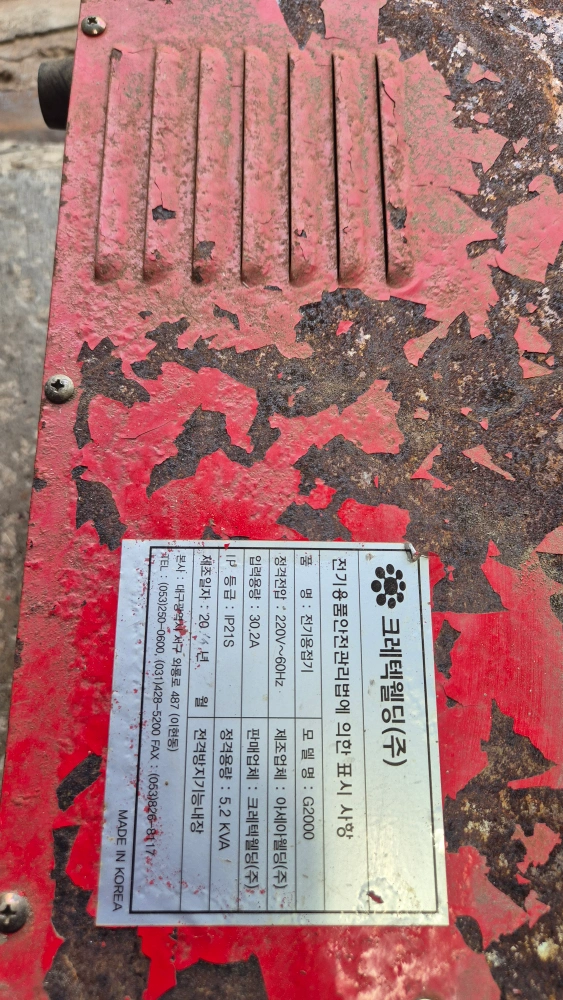 크레텍웰딩(주)
전기용품안전관리법에 의한 표시 사항
품 명 : 전기용접기 모 델 명 : G2000
정격전압 : 220V~60Hz 제조업체 : 아세아웰딩(주)
입력용량 : 30.2A 판매업체 : 크레텍웰딩(주)
IP 등급 : IP21S 정격용량 : 5.2 KVA
제조일자 : 20 년 월 전격방지기능내장
본사 : 대구광역시 서구 와룡로 487 (이현동)
TEL : (053)250-0600, (031)428-5200 FAX : (053)826-8117
MADE IN KOREA